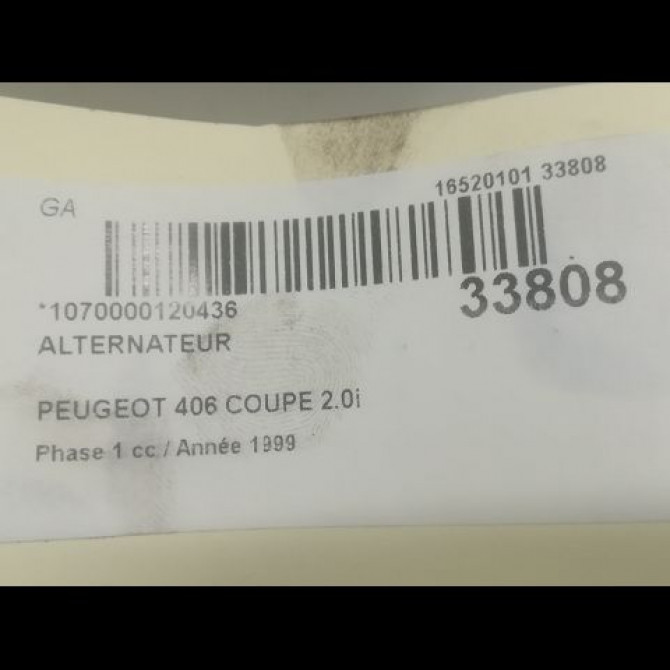 GA
16520101 33808
*1070000120436
33808
ALTERNATEUR
PEUGEOT 406 COUPE 2.0i
Phase 1 cc / Année 1999